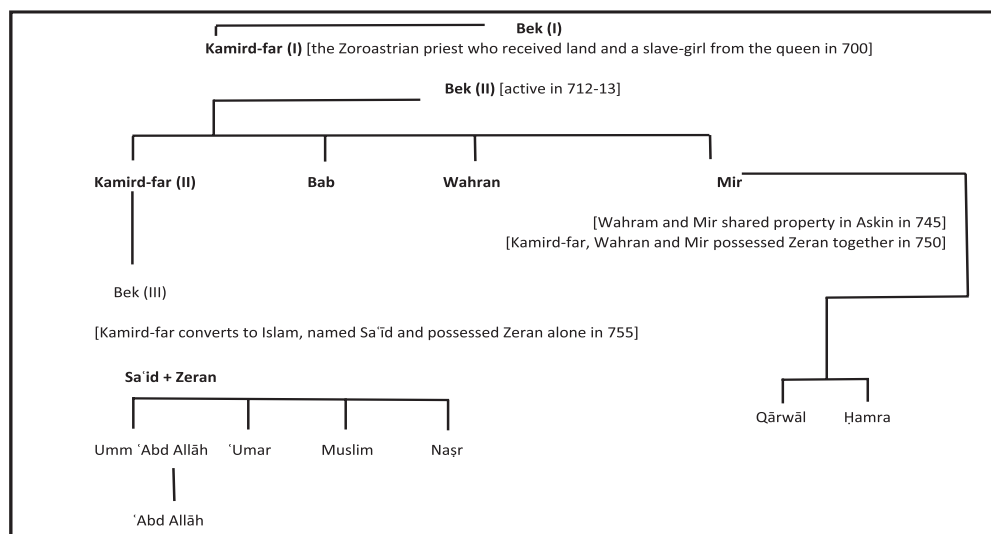 Bek (I)
Kamird-far (I) [the Zoroastrian priest who received land and a slave-girl from the queen in 700]
Bek (II) [active in 712-13]
Kamird-far (II) Bab Wahran Mir
[Wahram and Mir shared property in Askin in 745]
[Kamird-far, Wahran and Mir possessed Zeran together in 750]
Bek (III)
[Kamird-far converts to Islam, named Saʿīd and possessed Zeran alone in 755]
Saʿid + Zeran
Qārwāl Ḥamra
Umm ʿAbd Allāh ʿUmar Muslim Naṣr
ʿAbd Allāh